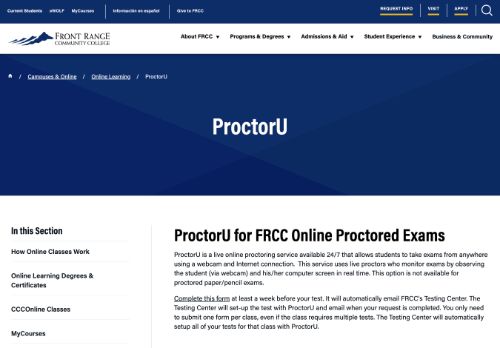 Current Students eWOLF MyCourses Información en español Give to FRCC REQUEST INFO VISIT APPLY
FRONT RANGE
COMMUNITY COLLEGE
About FRCC ▼ Programs & Degrees ▼ Admissions & Aid ▼ Student Experience ▼ Business & Community
/ Campuses & Online / Online Learning / ProctorU
ProctorU
In this Section
How Online Classes Work
Online Learning Degrees &
Certificates
CCCOnline Classes
MyCourses
ProctorU for FRCC Online Proctored Exams
ProctorU is a live online proctoring service available 24/7 that allows students to take exams from anywhere
using a webcam and Internet connection. This service uses live proctors who monitor exams by observing
the student (via webcam) and his/her computer screen in real time. This option is not available for
proctored paper/pencil exams.
Complete this form at least a week before your test. It will automatically email FRCC's Testing Center. The
Testing Center will set-up the test with ProctorU and email when your request is completed. You only need
to submit one form per class, even if the class requires multiple tests. The Testing Center will automatically
setup all of your tests for that class with ProctorU.